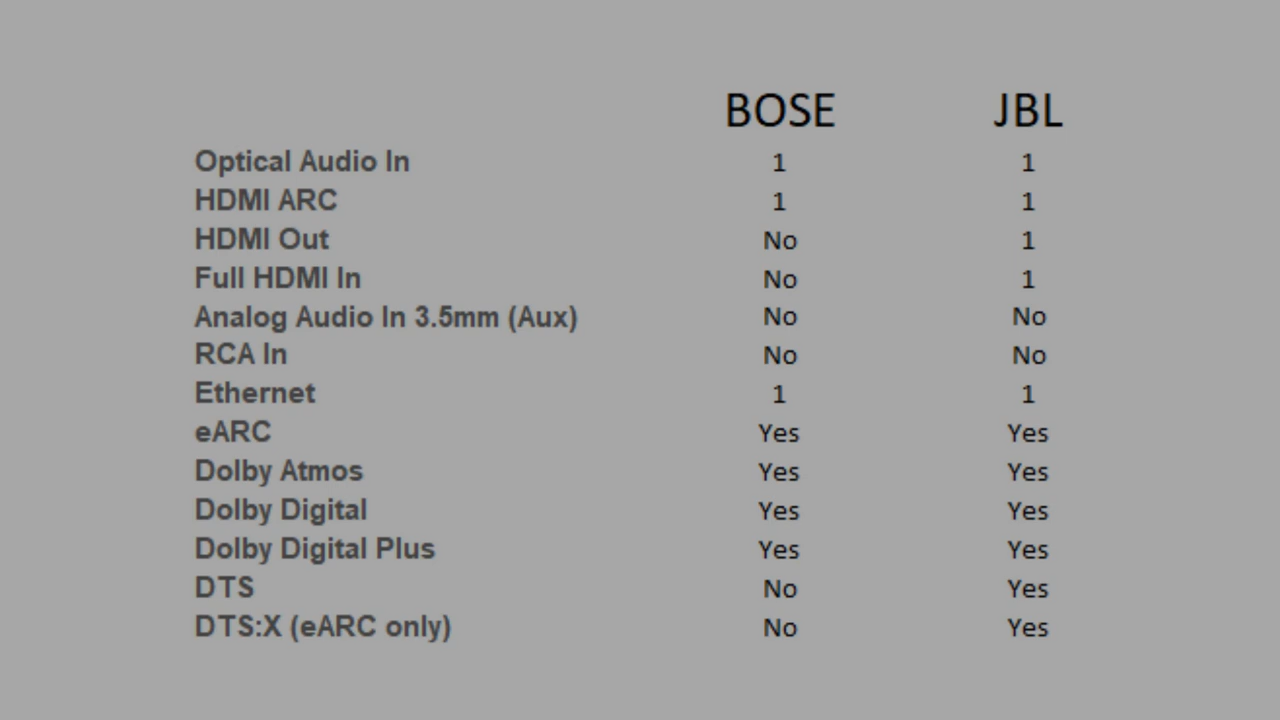 BOSE JBL
Optical Audio In 1 1
HDMI ARC 1 1
HDMI Out No 1
Full HDMI In No 1
Analog Audio In 3.5mm (Aux) No No
RCA In No No
Ethernet 1 1
eARC Yes Yes
Dolby Atmos Yes Yes
Dolby Digital Yes Yes
Dolby Digital Plus Yes Yes
DTS No Yes
DTS:X (eARC only) No Yes